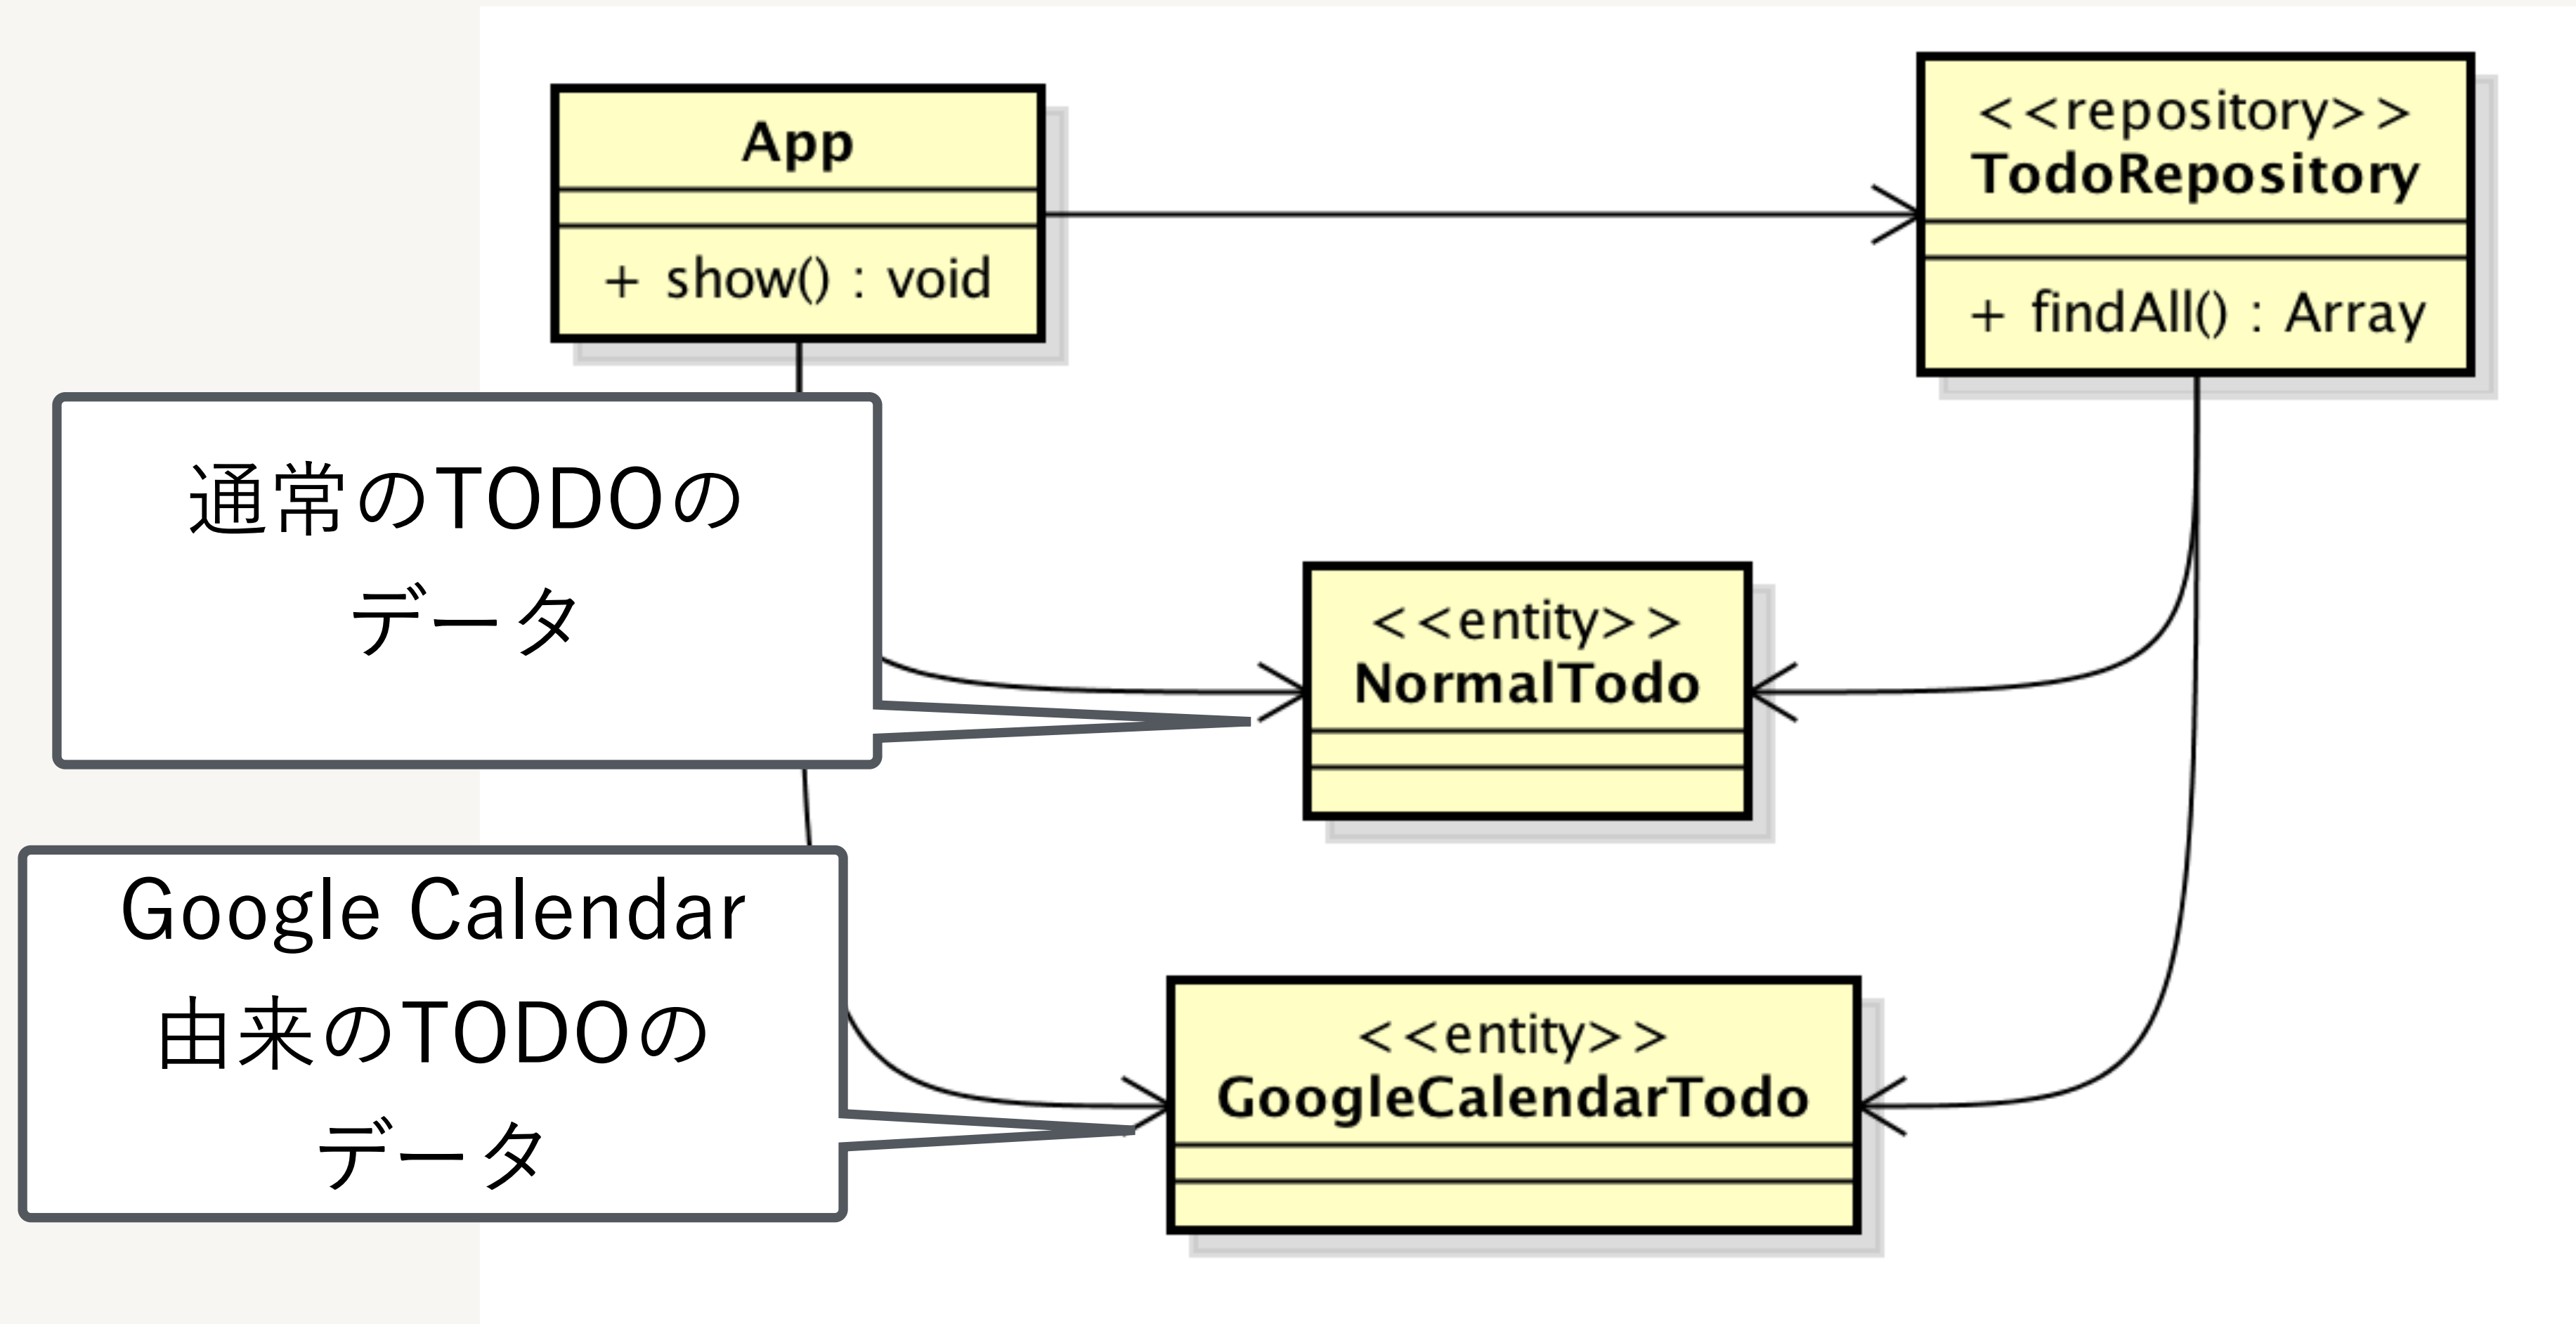 App
+ show() : void
<<repository>>
TodoRepository
+ findAll() : Array
通常のTODOの
データ
<<entity>>
NormalTodo
Google Calendar
由来のTODOの
データ
<<entity>>
GoogleCalendarTodo